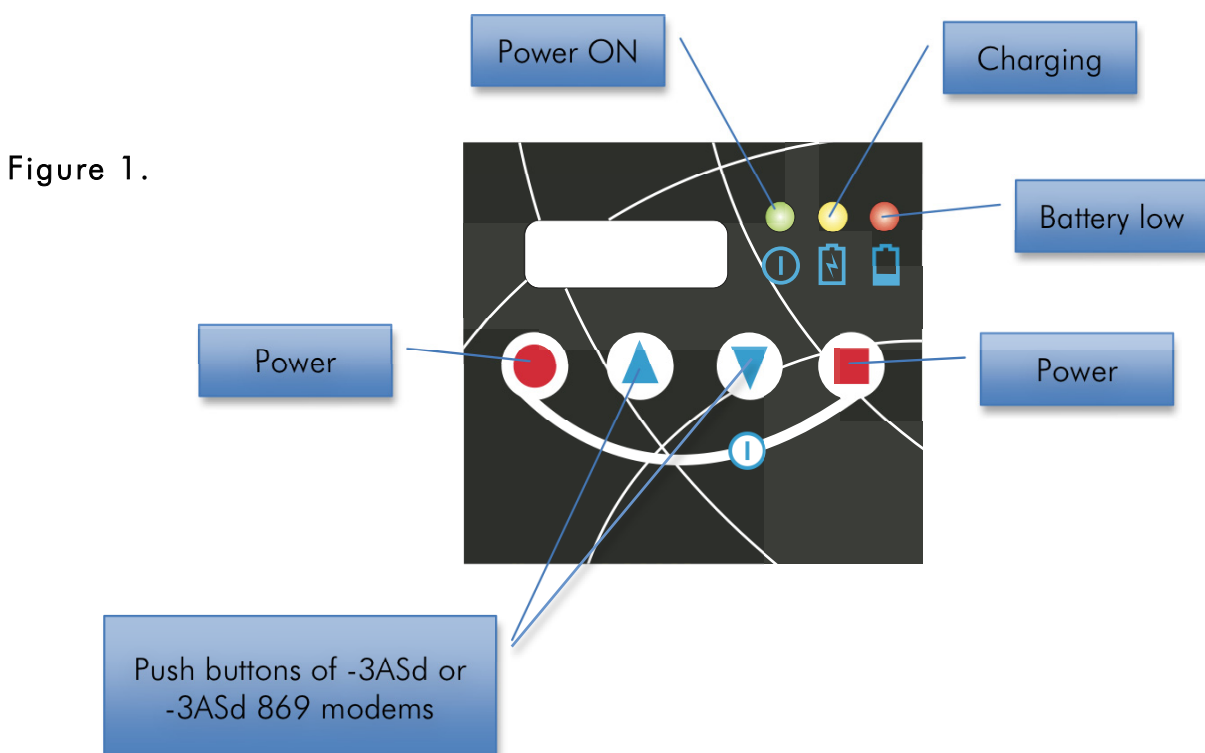 Power ON
Charging
Figure 1.
Battery low
Power
Power
Push buttons of -3ASd or
-3ASd 869 modems